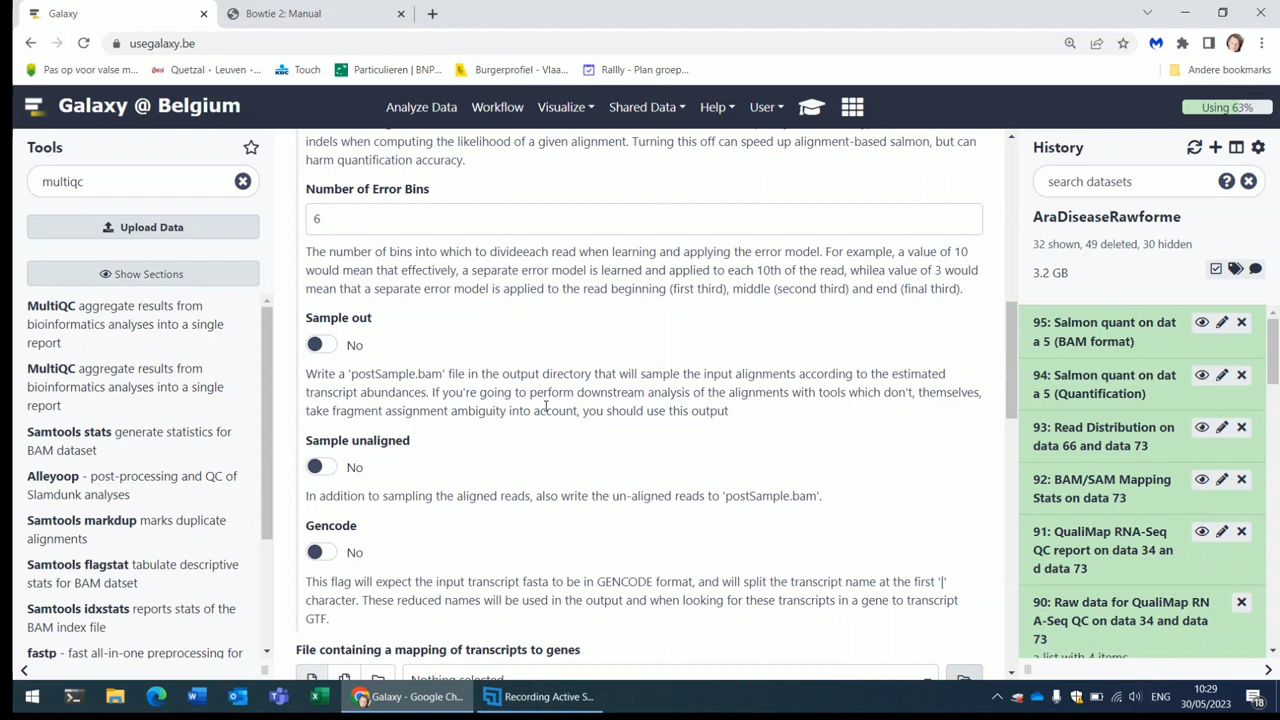 Galaxy
Bowtie 2: Manual
usegalaxy.be
Pas op voor valse m...
Quetzal - Leuven -...
Touch
Particulieren | BNP...
Burgerprofiel - Vlaa...
Rallly - Plan groep...
Andere bookmarks
Galaxy @ Belgium
Analyze Data
Workflow
Visualize
Shared Data
Help
User
Using 63%
Tools
multiqc
Upload Data
Show Sections
MultiQC aggregate results from
bioinformatics analyses into a single
report
MultiQC aggregate results from
bioinformatics analyses into a single
report
Samtools stats generate statistics for
BAM dataset
Alleyoop - post-processing and QC of
Slamdunk analyses
Samtools markdup marks duplicate
alignments
Samtools flagstat tabulate descriptive
stats for BAM datset
Samtools idxstats reports stats of the
BAM index file
fastp - fast all-in-one preprocessing for
indels when computing the likelihood of a given alignment. Turning this off can speed up alignment-based salmon, but can
harm quantification accuracy.
Number of Error Bins
6
The number of bins into which to divideeach read when learning and applying the error model. For example, a value of 10
would mean that effectively, a separate error model is learned and applied to each 10th of the read, whilea value of 3 would
mean that a separate error model is applied to the read beginning (first third), middle (second third) and end (final third).
Sample out
No
Write a 'postSample.bam' file in the output directory that will sample the input alignments according to the estimated
transcript abundances. If you're going to perform downstream analysis of the alignments with tools which don't, themselves,
take fragment assignment ambiguity into account, you should use this output
Sample unaligned
No
In addition to sampling the aligned reads, also write the un-aligned reads to 'postSample.bam'.
Gencode
No
This flag will expect the input transcript fasta to be in GENCODE format, and will split the transcript name at the first '|'
character. These reduced names will be used in the output and when looking for these transcripts in a gene to transcript
GTF.
File containing a mapping of transcripts to genes
Nothing selected
History
search datasets
AraDiseaseRawforme
32 shown, 49 deleted, 30 hidden
3.2 GB
95: Salmon quant on dat
a 5 (BAM format)
94: Salmon quant on dat
a 5 (Quantification)
93: Read Distribution on
data 66 and data 73
92: BAM/SAM Mapping
Stats on data 73
91: QualiMap RNA-Seq
QC report on data 34 an
d data 73
90: Raw data for QualiMap RN
A-Seq QC on data 34 and data
73
a list with 4 items
Galaxy - Google Ch...
Recording Active S...
ENG
10:29
30/05/2023
18